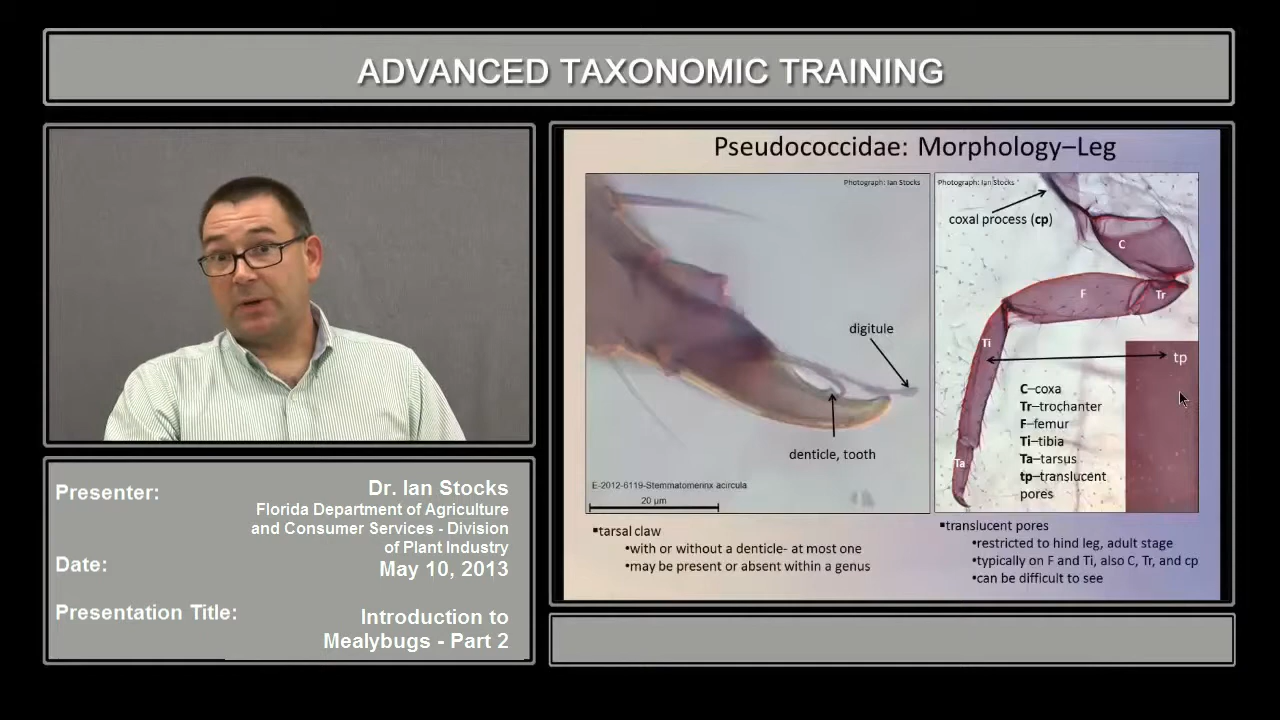 ADVANCED TAXONOMIC TRAINING
Presenter:
Dr. Ian Stocks
Florida Department of Agriculture
and Consumer Services - Division
of Plant Industry
Date:
May 10, 2013
Presentation Title:
Introduction to
Mealybugs - Part 2
Pseudococcidae: Morphology–Leg
Photograph: Ian Stocks
digitule
denticle, tooth
E-2012-6119-Stemmatomerinx acircula
20 µm
▪tarsal claw
•with or without a denticle- at most one
•may be present or absent within a genus
Photograph: Ian Stocks
coxal process (cp)
C
F
Tr
Ti
tp
Ta
C–coxa
Tr–trochanter
F–femur
Ti–tibia
Ta–tarsus
tp–translucent
pores
▪translucent pores
•restricted to hind leg, adult stage
•typically on F and Ti, also C, Tr, and cp
•can be difficult to see